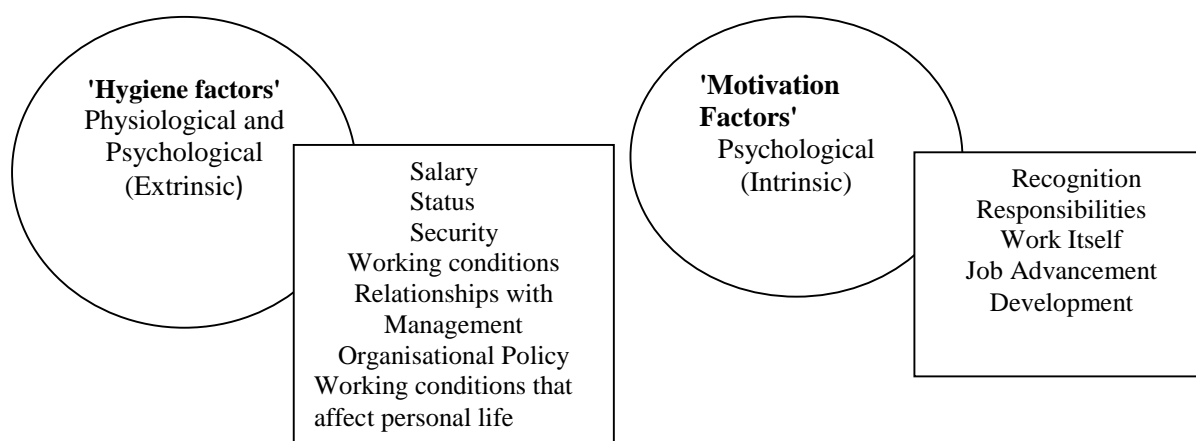 'Hygiene factors'
Physiological and
Psychological
(Extrinsic)
Salary
Status
Security
Working conditions
Relationships with
Management
Organisational Policy
Working conditions that
affect personal life
'Motivation
Factors'
Psychological
(Intrinsic)
Recognition
Responsibilities
Work Itself
Job Advancement
Development